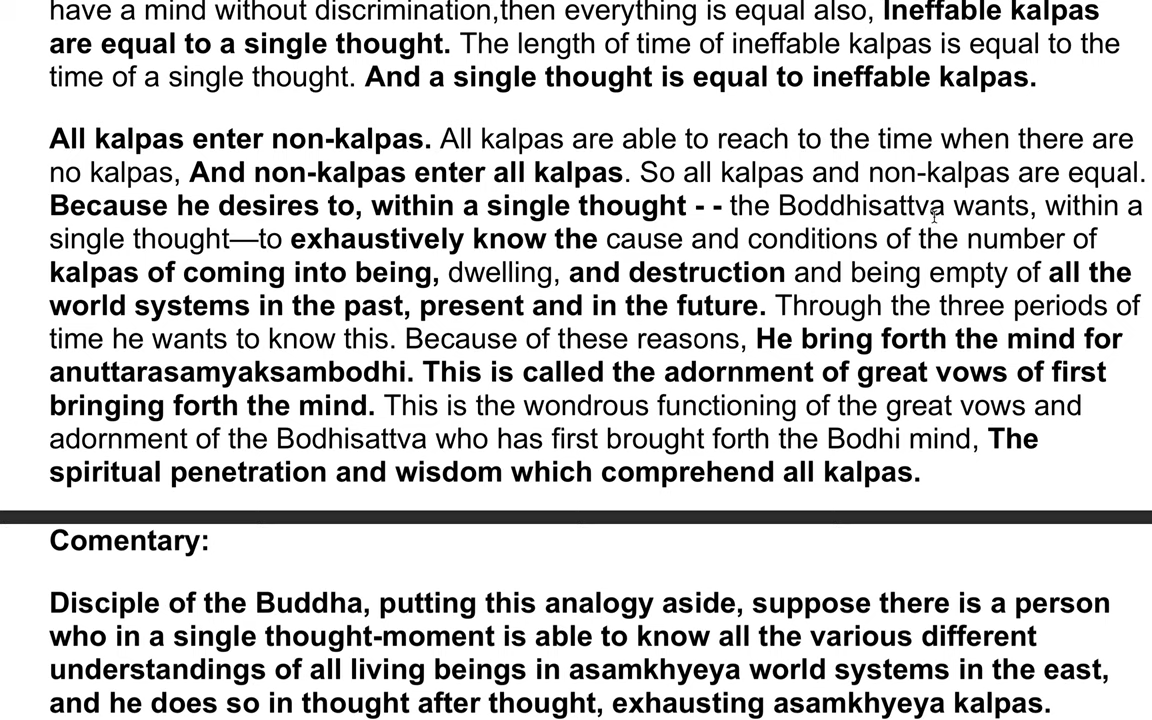 have a mind without discrimination,then everything is equal also, Ineffable kalpas
are equal to a single thought. The length of time of ineffable kalpas is equal to the
time of a single thought. And a single thought is equal to ineffable kalpas.
All kalpas enter non-kalpas. All kalpas are able to reach to the time when there are
no kalpas, And non-kalpas enter all kalpas. So all kalpas and non-kalpas are equal.
Because he desires to, within a single thought - - the Boddhisattva wants, within a
single thought—to exhaustively know the cause and conditions of the number of
kalpas of coming into being, dwelling, and destruction and being empty of all the
world systems in the past, present and in the future. Through the three periods of
time he wants to know this. Because of these reasons, He bring forth the mind for
anuttarasamyaksambodhi. This is called the adornment of great vows of first
bringing forth the mind. This is the wondrous functioning of the great vows and
adornment of the Bodhisattva who has first brought forth the Bodhi mind, The
spiritual penetration and wisdom which comprehend all kalpas.
Comentary:
Disciple of the Buddha, putting this analogy aside, suppose there is a person
who in a single thought-moment is able to know all the various different
understandings of all living beings in asamkhyeya world systems in the east,
and he does so in thought after thought, exhausting asamkhyeya kalpas.